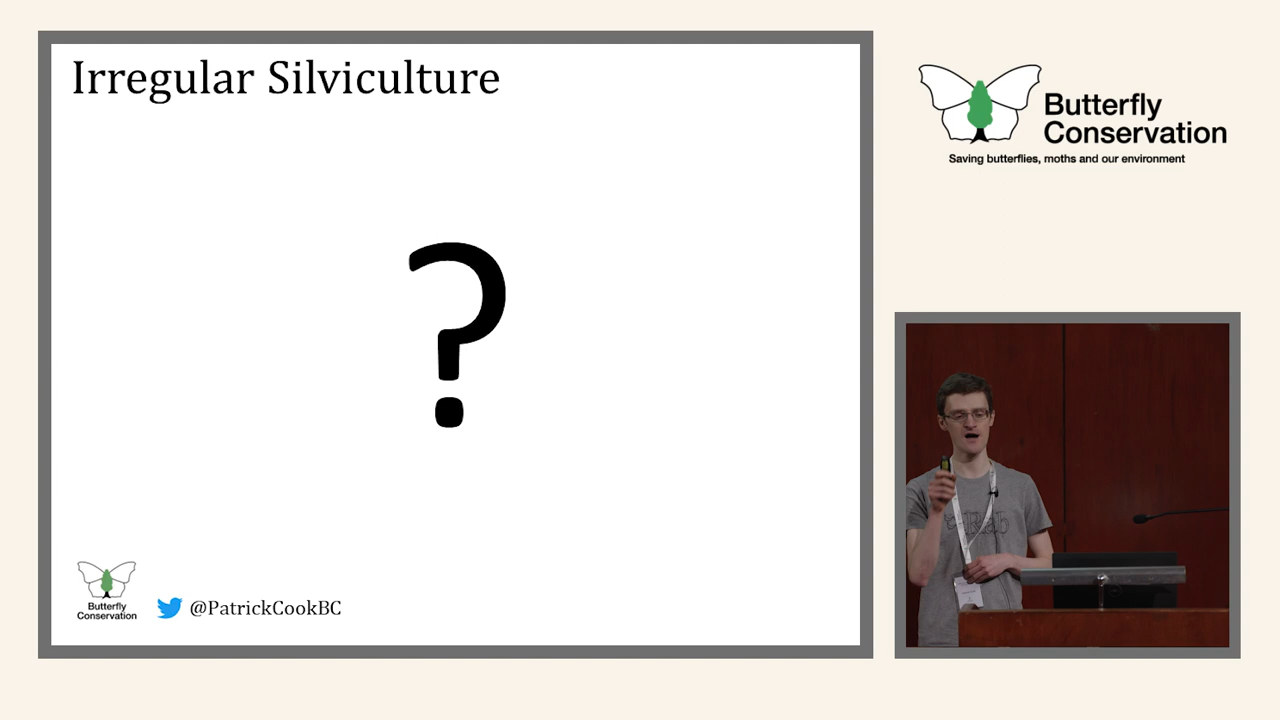 Irregular Silviculture
?
Butterfly
Conservation
@PatrickCookBC
Butterfly
Conservation
Saving butterflies, moths and our environment